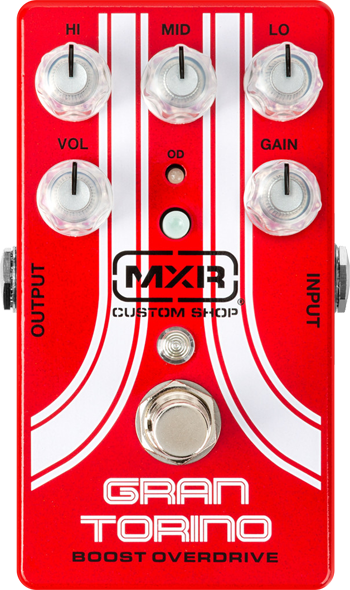 HI MID LO
VOL OD GAIN
OUTPUT
INPUT
MXR®
CUSTOM SHOP
GRAN
TORINO
BOOST OVERDRIVE